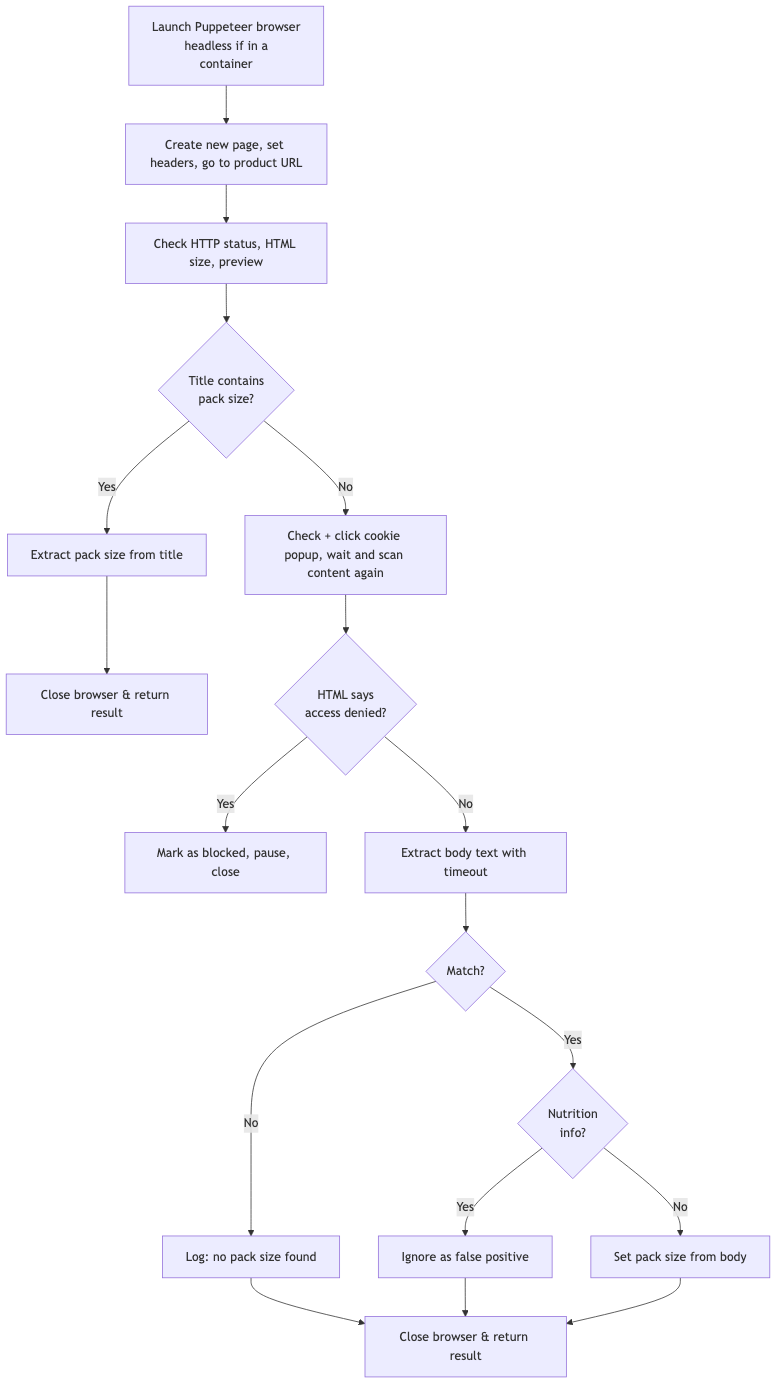 Launch Puppeteer browser
headless if in a
container
Create new page, set
headers, go to product URL
Check HTTP status, HTML
size, preview
Title contains
pack size?
Yes
No
Extract pack size from title
Check + click cookie
popup, wait and scan
content again
Close browser & return
result
HTML says
access denied?
Yes
No
Mark as blocked, pause,
close
Extract body text with
timeout
Match?
Yes
Nutrition
info?
No
Yes
No
Log: no pack size found
Ignore as false positive
Set pack size from body
Close browser & return
result